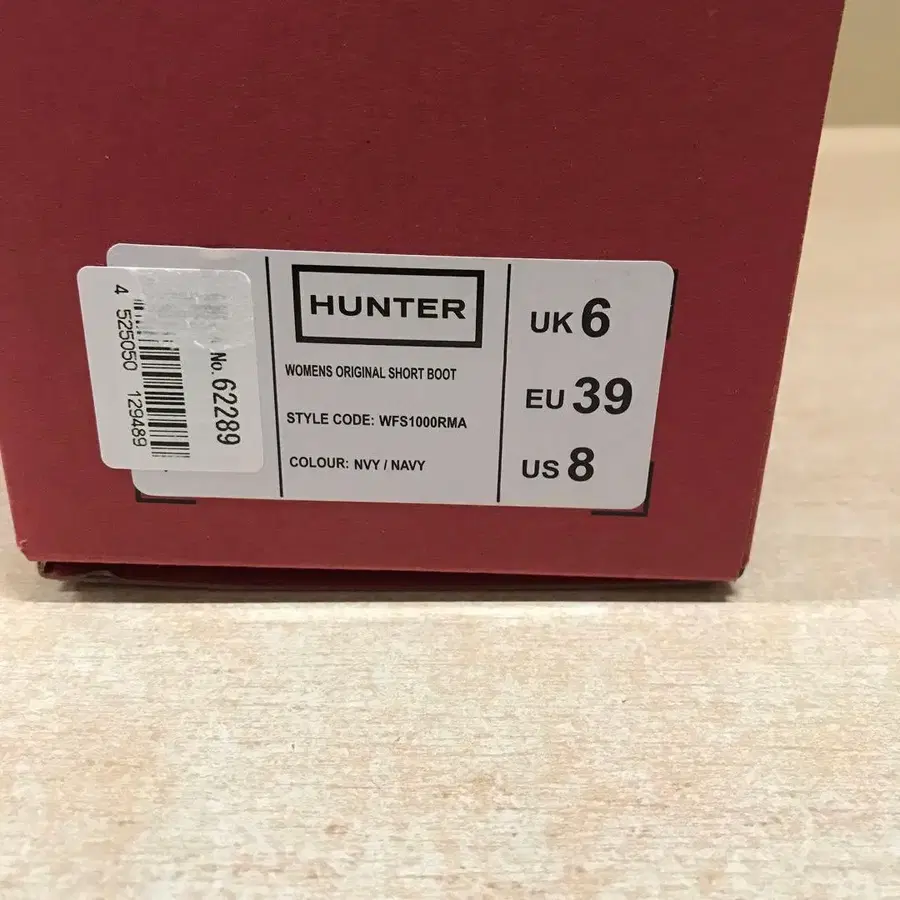 4 525050 129489
No. 62289
HUNTER
WOMENS ORIGINAL SHORT BOOT
STYLE CODE: WFS1000RMA
COLOUR: NVY / NAVY
UK 6
EU 39
US 8